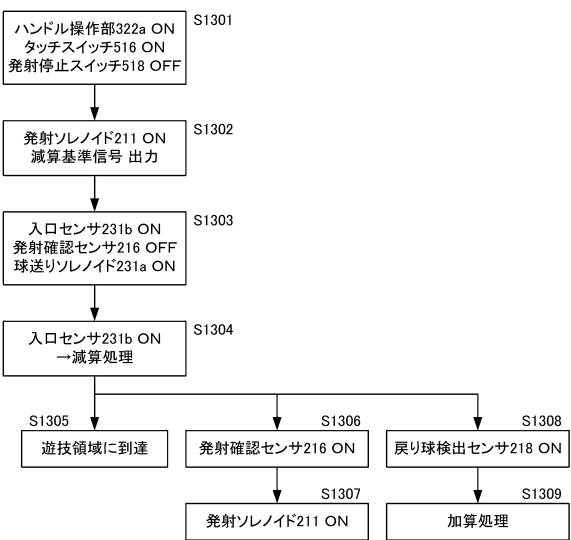 S1301
ハンドル操作部322a ON
タッチスイッチ516 ON
発射停止スイッチ518 OFF
S1302
発射ソレノイド211 ON
減算基準信号 出力
S1303
入口センサ231b ON
発射確認センサ216 OFF
球送りソレノイド231a ON
S1304
入口センサ231b ON
→減算処理
S1305
遊技領域に到達
S1306
発射確認センサ216 ON
S1307
発射ソレノイド211 ON
S1308
戻り球検出センサ218 ON
S1309
加算処理